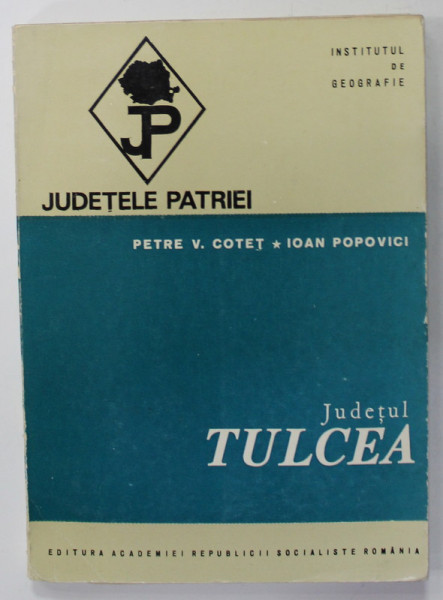 INSTITUTUL
DE
GEOGRAFIE
JP
JUDEȚELE PATRIEI
PETRE V. COTEȚ ★ IOAN POPOVICI
Județul
TULCEA
EDITURA ACADEMIEI REPUBLICII SOCIALISTE ROMÂNIA